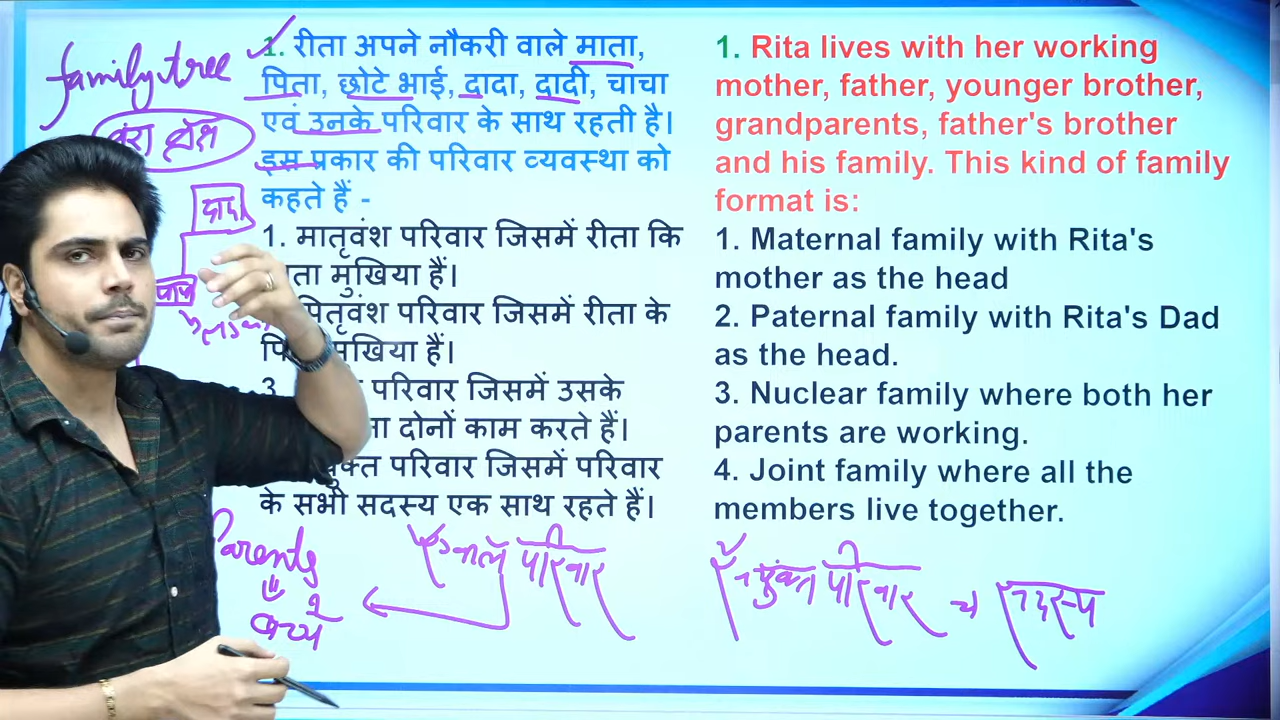 family tree
1. रीता अपने नौकरी वाले माता,
पिता, छोटे भाई, दादा, दादी, चाचा
एवं उनके परिवार के साथ रहती है।
इस प्रकार की परिवार व्यवस्था को
कहते हैं -
1. मातृवंश परिवार जिसमें रीता कि
मुखिया हैं।
पितृवंश परिवार जिसमें रीता के
मुखिया हैं।
3. परिवार जिसमें उसके
दोनों काम करते हैं।
परिवार जिसमें परिवार
के सभी सदस्य एक साथ रहते हैं।
1. Rita lives with her working
mother, father, younger brother,
grandparents, father's brother
and his family. This kind of family
format is:
1. Maternal family with Rita's
mother as the head
2. Paternal family with Rita's Dad
as the head.
3. Nuclear family where both her
parents are working.
4. Joint family where all the
members live together.
दादा
Parents
बच्चे
परिवार
संयुक्त परिवार → सदस्य